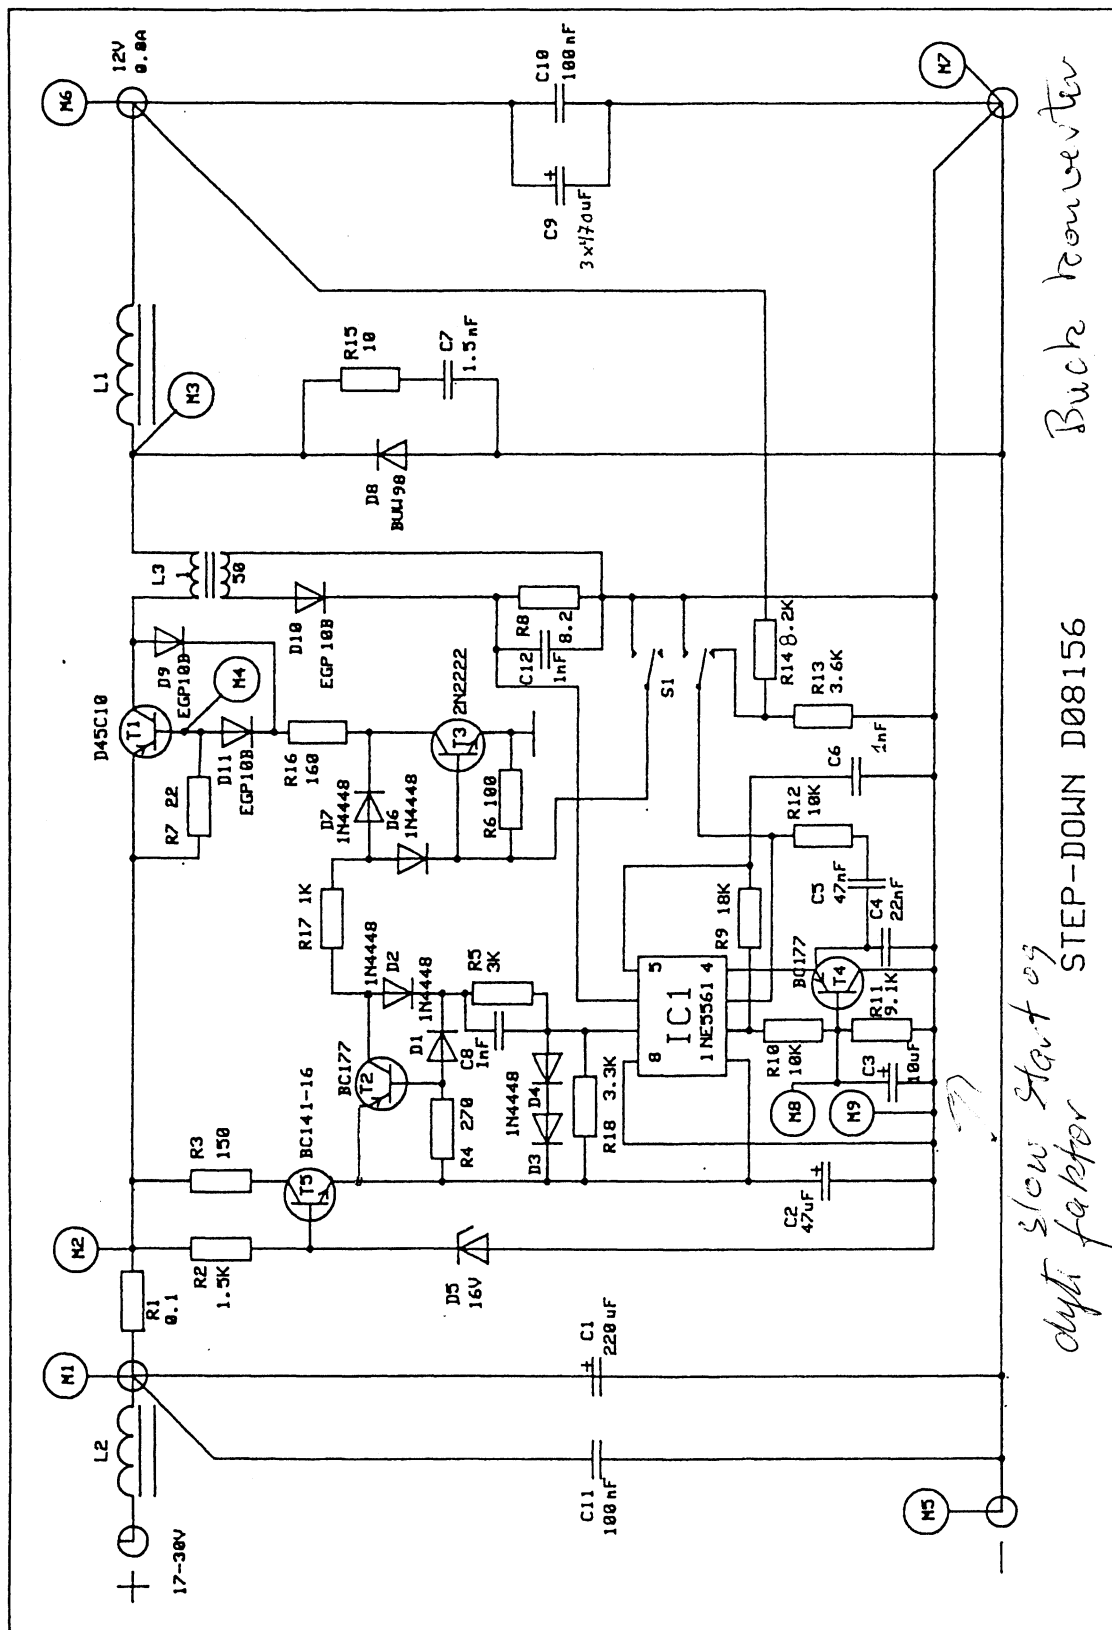 M1
M2
M6
12V
0.8A
L2
17-30V
R1
0.1
R2
1.5K
R3
150
T5
BC141-16
D5
16V
R7 22
D45C10
T1
D9
EGP10B
M4
D11
EGP10B
R16
160
L3
1
50
D10
EGP 10B
L1
M3
D8
R15
10
C7
1.5nF
C9
3x470uF
C10
100nF
R17 1K
D7
1N4448
D6
1N4448
T3
2N2222
R6 100
C12
1nF
R8
8.2
S1
BC177
T2
1N4448
D2
1N4448
D1
R4 270
C8
1nF
R5
3K
1N4448
D3
D4
R18 3.3K
IC1
NE5561
8
5
1
4
R9 18K
R10
10K
BC177
T4
R11
9.1K
C3
10uF
M8
M9
C2
47uF
C5
47nF
C4
22nF
R12
10K
C6
1nF
R14 8.2K
R13
3.6K
C11
100nF
C1
220uF
M5
M7
slow start og
faktor
STEP-DOWN D08156
Buck konverter